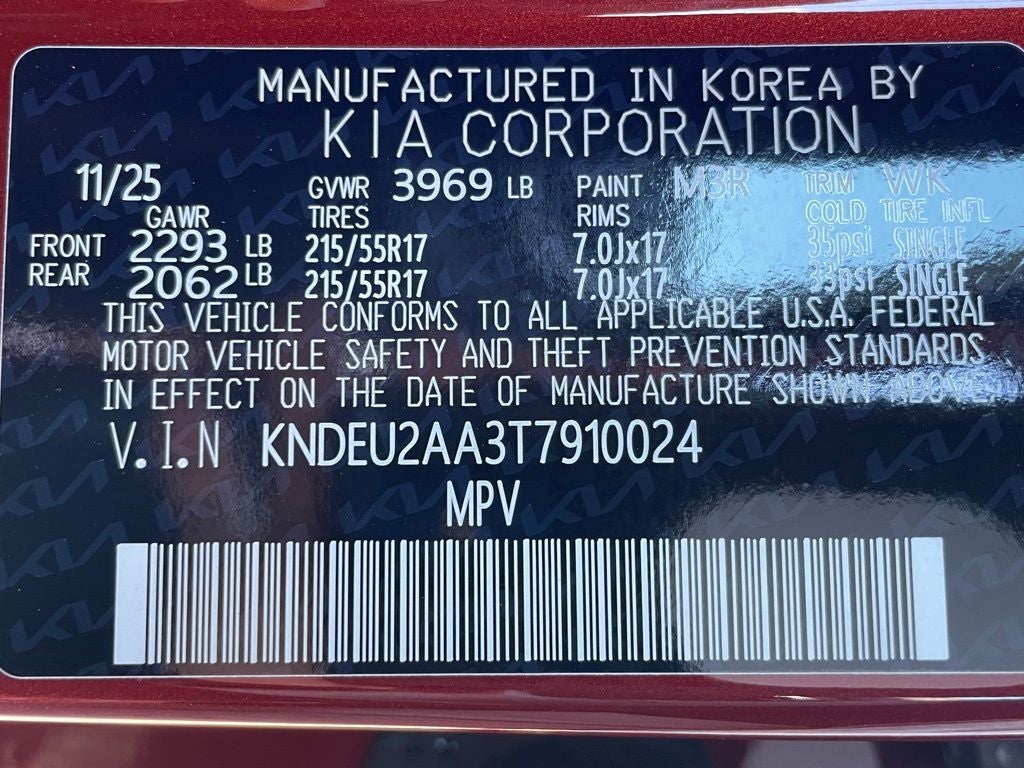 MANUFACTURED IN KOREA BY
KIA CORPORATION
11/25 GVWR 3969 LB PAINT M3R TRIM WK
GAWR TIRES RIMS COLD TIRE INFL
FRONT 2293 LB 215/55R17 7.0Jx17 35psi SINGLE
REAR 2062 LB 215/55R17 7.0Jx17 33psi SINGLE
THIS VEHICLE CONFORMS TO ALL APPLICABLE U.S.A. FEDERAL
MOTOR VEHICLE SAFETY AND THEFT PREVENTION STANDARDS
IN EFFECT ON THE DATE OF MANUFACTURE SHOWN ABOVE.
V.I.N KNDEU2AA3T7910024
MPV